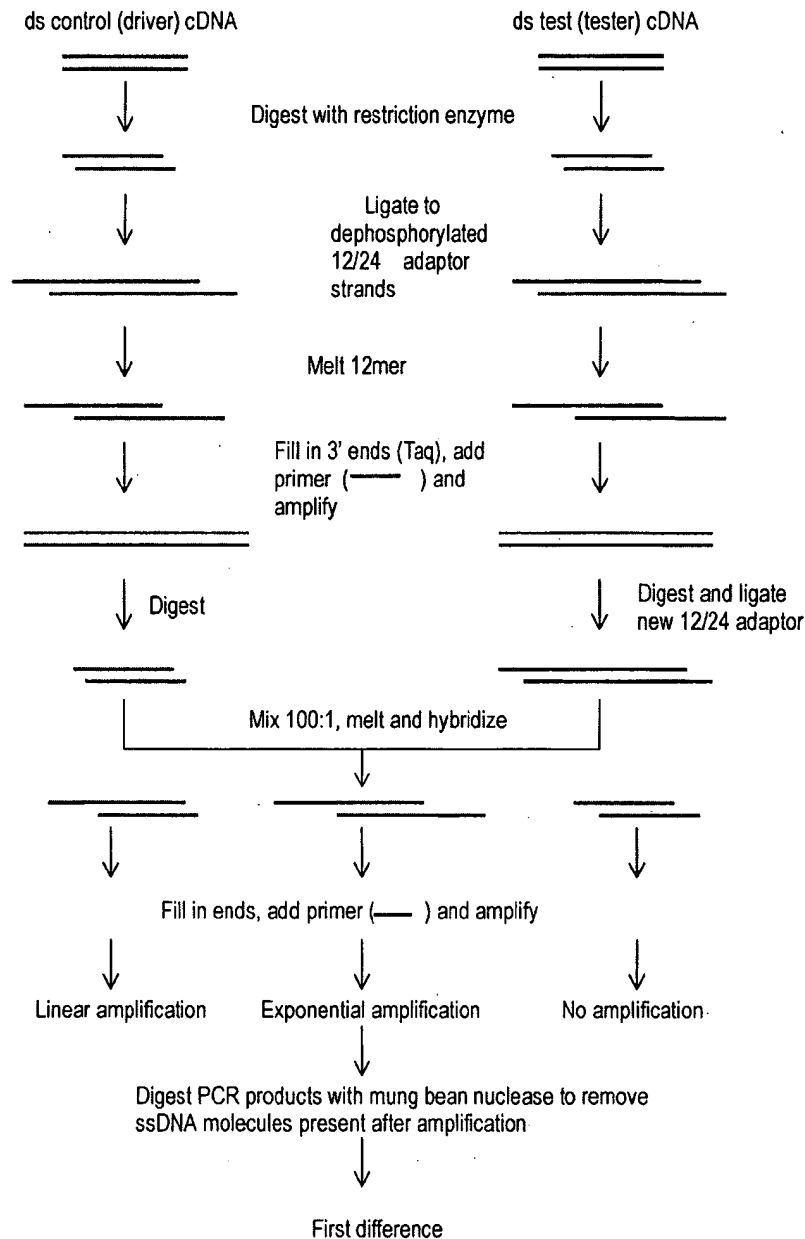 ds control (driver) cDNA
ds test (tester) cDNA
Digest with restriction enzyme
Ligate to
dephosphorylated
12/24 adaptor
strands
Melt 12mer
Fill in 3' ends (Taq), add
primer ( ) and
amplify
Digest
Digest and ligate
new 12/24 adaptor
Mix 100:1, melt and hybridize
Fill in ends, add primer ( ) and amplify
Linear amplification
Exponential amplification
No amplification
Digest PCR products with mung bean nuclease to remove
ssDNA molecules present after amplification
First difference